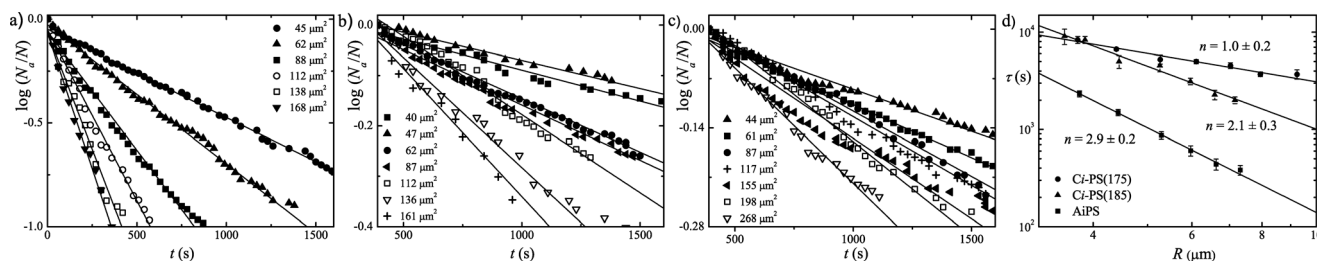 a)
0.0
-0.5
-1.0
log (Nₐ/N)
0
500
1000
1500
t (s)
45 μm²
62 μm²
88 μm²
112 μm²
138 μm²
168 μm²
b)
0.0
-0.2
-0.4
log (Nₐ/N)
500
1000
1500
t (s)
40 μm²
47 μm²
62 μm²
87 μm²
112 μm²
136 μm²
161 μm²
c)
0.00
-0.14
-0.28
log (Nₐ/N)
500
1000
1500
t (s)
44 μm²
61 μm²
87 μm²
117 μm²
155 μm²
198 μm²
268 μm²
d)
10⁴
τ (s)
10³
10²
n = 1.0 ± 0.2
n = 2.1 ± 0.3
n = 2.9 ± 0.2
Ci-PS(175)
Ci-PS(185)
AiPS
4
6
8
10
R (μm)